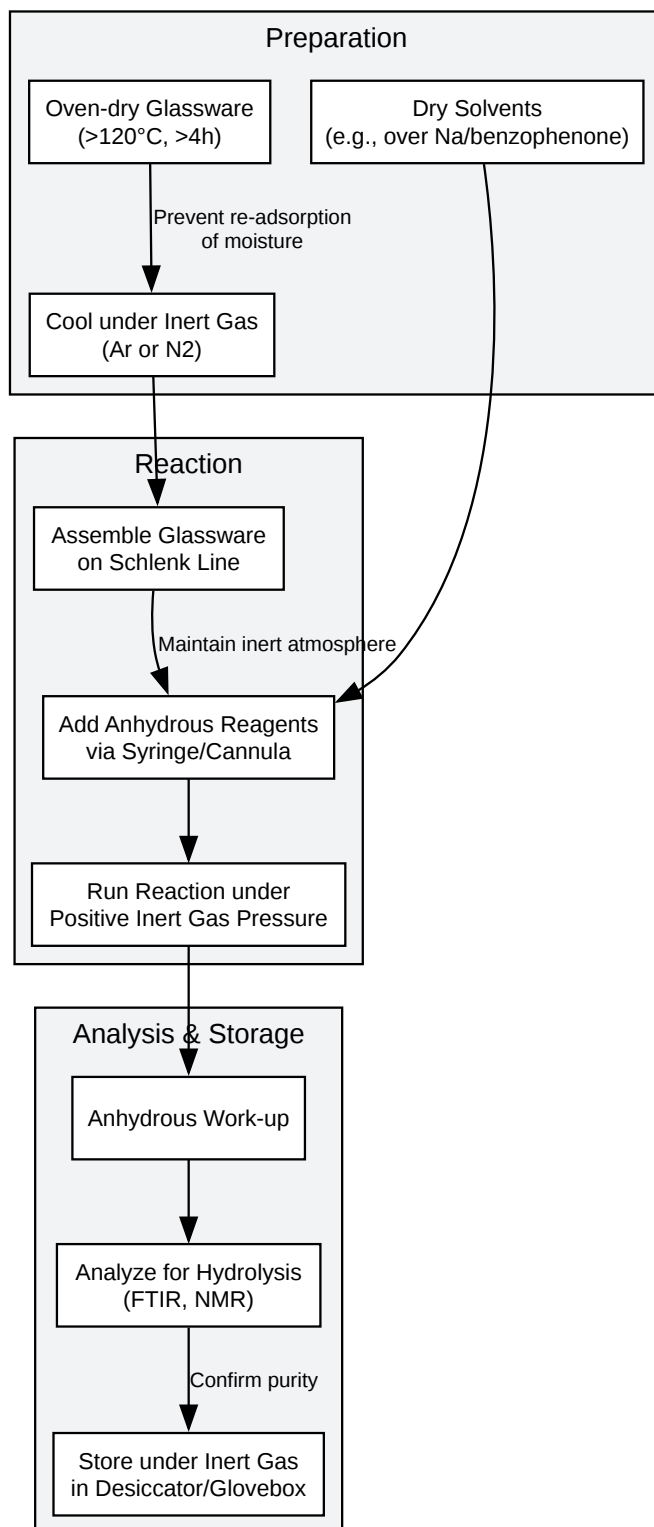 Preparation
Oven-dry Glassware
(>120°C, >4h)
Dry Solvents
(e.g., over Na/benzophenone)
Prevent re-adsorption
of moisture
Cool under Inert Gas
(Ar or N2)
Reaction
Assemble Glassware
on Schlenk Line
Maintain inert atmosphere
Add Anhydrous Reagents
via Syringe/Cannula
Run Reaction under
Positive Inert Gas Pressure
Analysis & Storage
Anhydrous Work-up
Analyze for Hydrolysis
(FTIR, NMR)
Confirm purity
Store under Inert Gas
in Desiccator/Glovebox